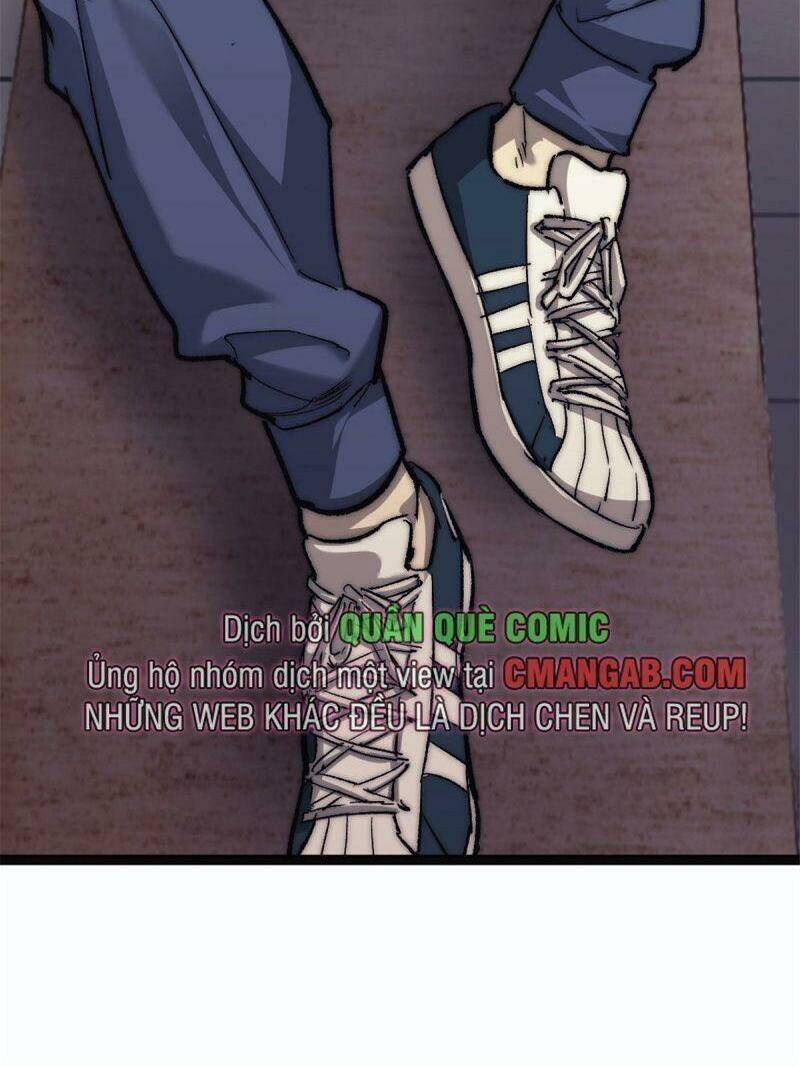 Dịch bởi QUẦN QUÈ COMIC
Ủng hộ nhóm dịch một view tại CMANGAB.COM
NHỮNG WEB KHÁC ĐỀU LÀ DỊCH CHEN VÀ REUP!